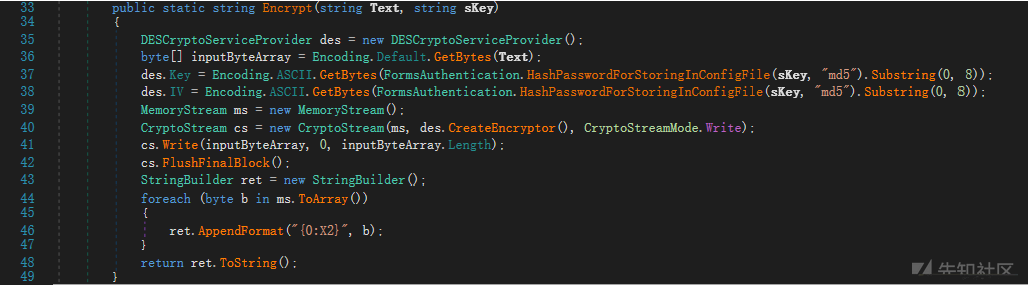 33 public static string Encrypt(string Text, string sKey)
34 {
35 DESCryptoServiceProvider des = new DESCryptoServiceProvider();
36 byte[] inputByteArray = Encoding.Default.GetBytes(Text);
37 des.Key = Encoding.ASCII.GetBytes(FormsAuthentication.HashPasswordForStoringInConfigFile(sKey, "md5").Substring(0, 8));
38 des.IV = Encoding.ASCII.GetBytes(FormsAuthentication.HashPasswordForStoringInConfigFile(sKey, "md5").Substring(0, 8));
39 MemoryStream ms = new MemoryStream();
40 CryptoStream cs = new CryptoStream(ms, des.CreateEncryptor(), CryptoStreamMode.Write);
41 cs.Write(inputByteArray, 0, inputByteArray.Length);
42 cs.FlushFinalBlock();
43 StringBuilder ret = new StringBuilder();
44 foreach (byte b in ms.ToArray())
45 {
46 ret.AppendFormat("{0:X2}", b);
47 }
48 return ret.ToString();
49 }
先知社区